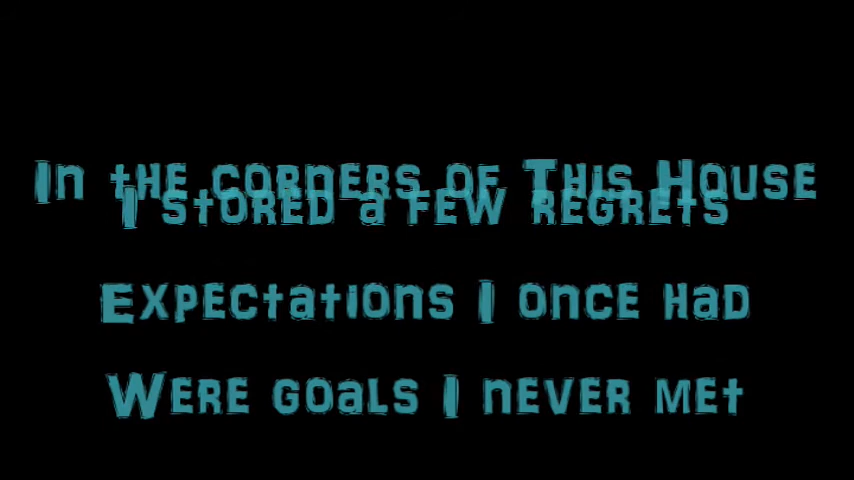 In the corners of This House
I stored a few regrets
Expectations I once had
Were goals I never met